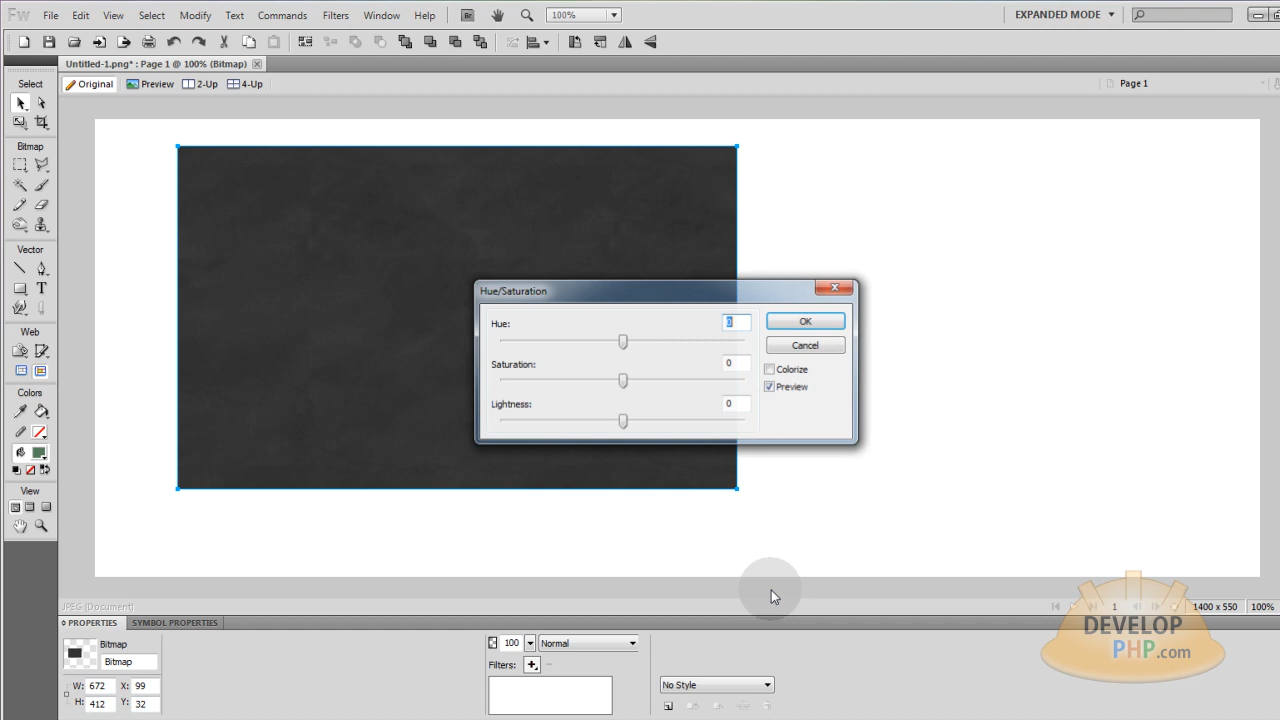 Fw File Edit View Select Modify Text Commands Filters Window Help Br 100% EXPANDED MODE
Untitled-1.png* : Page 1 @ 100% (Bitmap)
Original Preview 2-Up 4-Up Page 1
Select
Bitmap
Vector
Web
Colors
View
Hue/Saturation
Hue: 0 OK
Cancel
Saturation: 0
Colorize
Preview
Lightness: 0
JPEG (Document) 1 1400 x 550 100%
PROPERTIES SYMBOL PROPERTIES
Bitmap 100 Normal
Bitmap Filters:
W: 672 X: 99 No Style
H: 412 Y: 32
DEVELOP
PHP.com